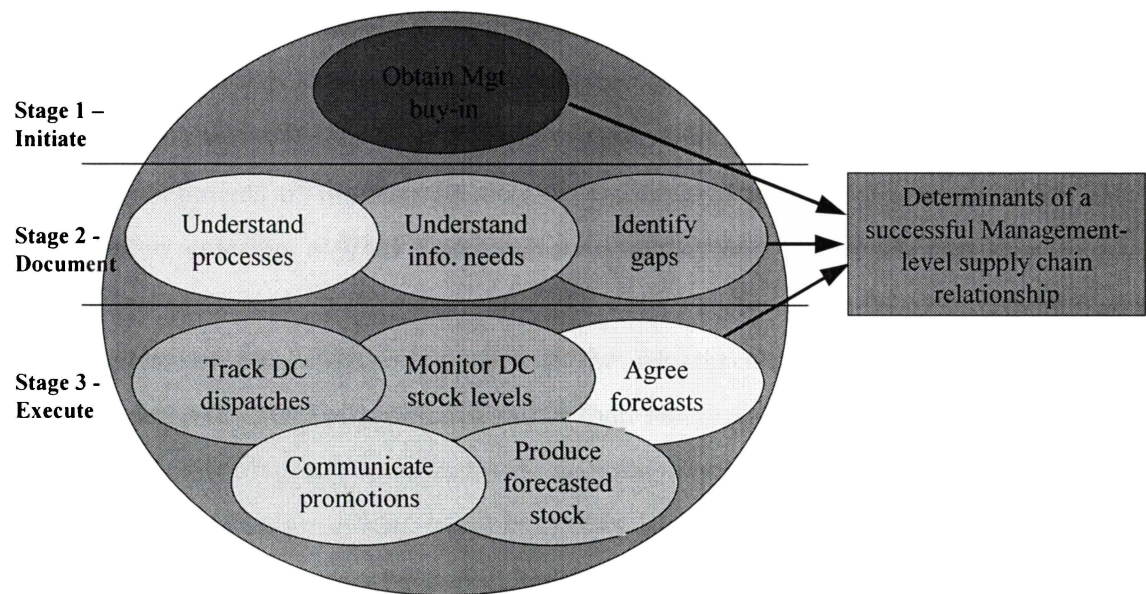 Obtain Mgt
buy-in
Stage 1 –
Initiate
Understand
processes
Understand
info. needs
Identify
gaps
Stage 2 -
Document
Determinants of a
successful Management-
level supply chain
relationship
Track DC
dispatches
Monitor DC
stock levels
Agree
forecasts
Stage 3 -
Execute
Communicate
promotions
Produce
forecasted
stock